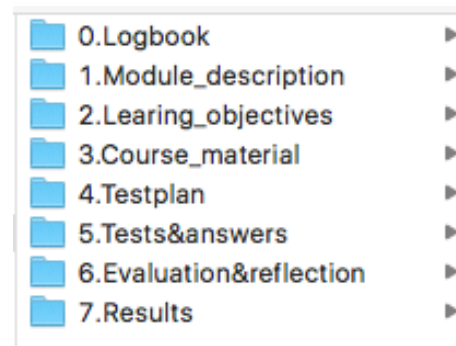 0.Logbook
1.Module_description
2.Learing_objectives
3.Course_material
4.Testplan
5.Tests&answers
6.Evaluation&reflection
7.Results